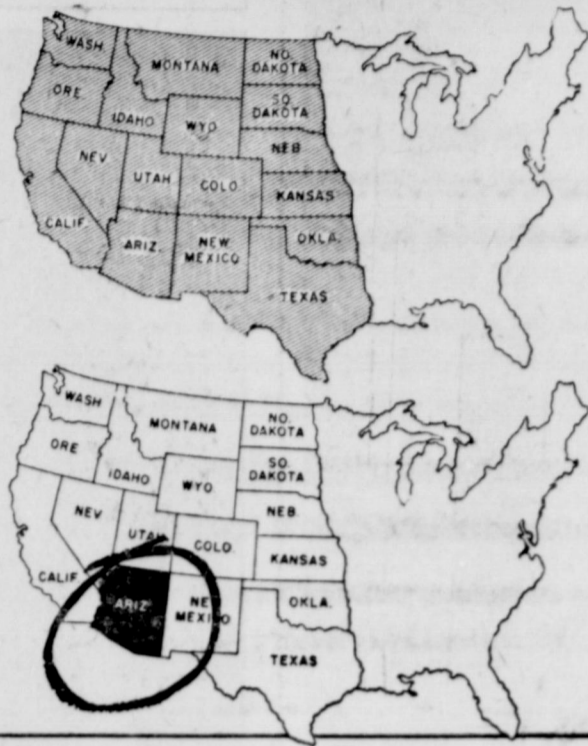 WASH.
MONTANA
NO.
DAKOTA
ORE.
IDAHO
SO.
DAKOTA
WYO.
NEB.
NEV.
UTAH
COLO.
KANSAS
CALIF.
ARIZ.
NEW
MEXICO
OKLA.
TEXAS
WASH.
MONTANA
NO.
DAKOTA
ORE.
IDAHO
SO.
DAKOTA
WYO.
NEB.
NEV.
UTAH
COLO.
KANSAS
CALIF.
ARIZ.
NEW
MEXICO
OKLA.
TEXAS